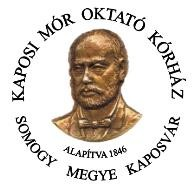 KAPOSI MÓR OKTATÓ KÓRHÁZ
ALAPÍTVA 1846
SOMOGY MEGYE KAPOSVÁR